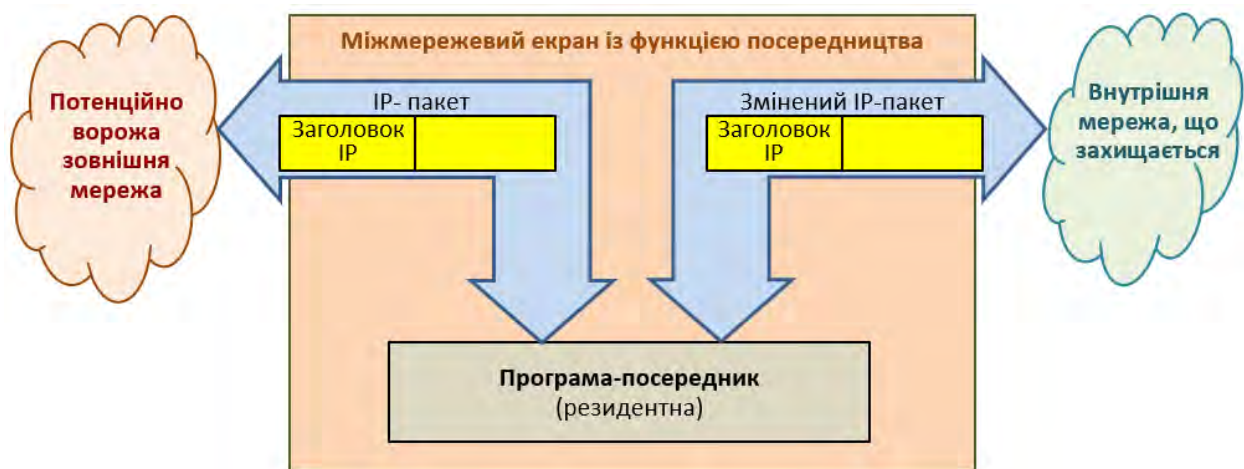 Міжмережевий екран із функцією посередництва
Потенційно
ворожа
зовнішня
мережа
IP- пакет
Заголовок
IP
Змінений IP-пакет
Заголовок
IP
Внутрішня
мережа, що
захищається
Програма-посередник
(резидентна)